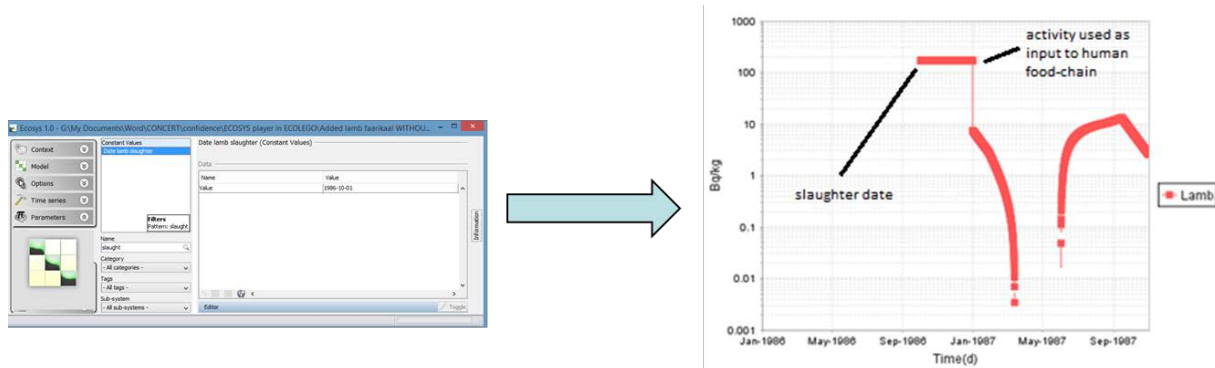 Ecosys 1.0 - G:\My Documents\Word\CONCERT\confidence\ECOSYS player in ECOLEGO\Added lamb faarikaal WITHOU...
Context
Model
Options
Time series
Parameters
Constant Values
Date lamb slaughter
Filters
Pattern: slaught
Name
slaught
Category
- All categories -
Tags
- All tags -
Sub-system
- All sub-systems -
Date lamb slaughter (Constant Values)
Data
Name Value
Value 1986-10-01
Information
Editor
Toggle
1000
100
10
1
0.1
0.01
0.001
Bq/kg
activity used as
input to human
food-chain
slaughter date
Lamb
Jan-1986 May-1986 Sep-1986 Jan-1987 May-1987 Sep-1987
Time(d)